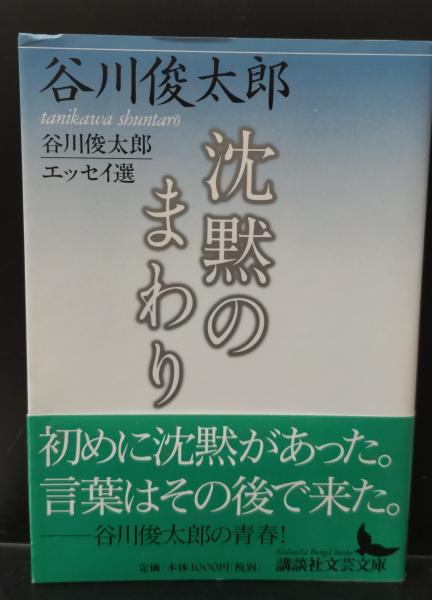 谷川俊太郎
tanikawa shuntarō
谷川俊太郎
エッセイ選
沈黙の
まわり
初めに沈黙があった。
言葉はその後で来た。
──谷川俊太郎の青春!
Kodansha Bungei bunko
定価:本体1000円[税別]
講談社文芸文庫